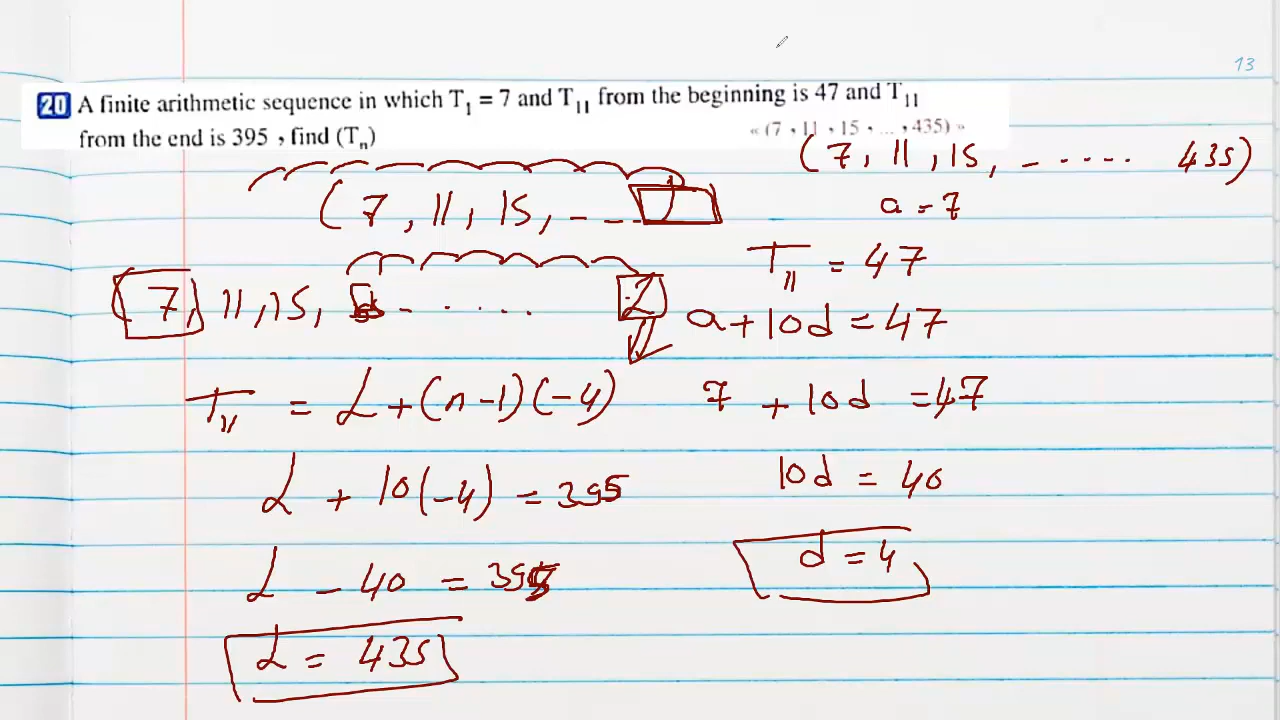 13
20 A finite arithmetic sequence in which T₁ = 7 and T₁₁ from the beginning is 47 and T₁₁
from the end is 395 , find (Tₙ)
« (7 , 11 , 15 , ... , 435) »
(7, 11, 15, - ..... 435)
(7, 11, 15, - - -
a = 7
T₁₁ = 47
(7, 11, 15, - ..... L
a + 10d = 47
T₁₁ = L + (n - 1)(-4)
7 + 10d = 47
L + 10(-4) = 395
10d = 40
L - 40 = 395
d = 4
L = 435